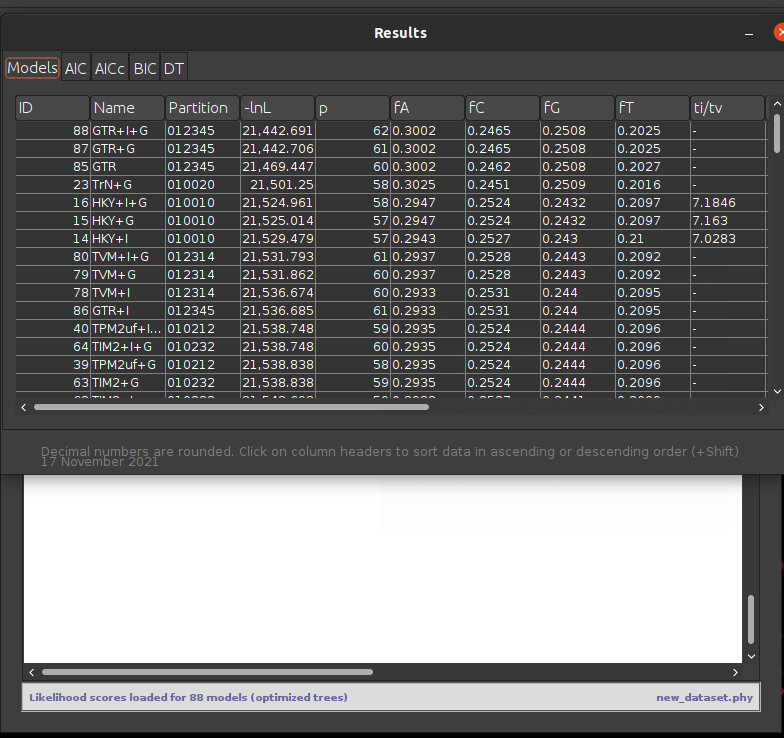 Results
Models AIC AICc BIC DT
ID Name Partition -lnL p fA fC fG fT ti/tv
88 GTR+I+G 012345 21,442.691 62 0.3002 0.2465 0.2508 0.2025 -
87 GTR+G 012345 21,442.706 61 0.3002 0.2465 0.2508 0.2025 -
85 GTR 012345 21,469.447 60 0.3002 0.2462 0.2508 0.2027 -
23 TrN+G 010020 21,501.25 58 0.3025 0.2451 0.2509 0.2016 -
16 HKY+I+G 010010 21,524.961 58 0.2947 0.2524 0.2432 0.2097 7.1846
15 HKY+G 010010 21,525.014 57 0.2947 0.2524 0.2432 0.2097 7.163
14 HKY+I 010010 21,529.479 57 0.2943 0.2527 0.243 0.21 7.0283
80 TVM+I+G 012314 21,531.793 61 0.2937 0.2528 0.2443 0.2092 -
79 TVM+G 012314 21,531.862 60 0.2937 0.2528 0.2443 0.2092 -
78 TVM+I 012314 21,536.674 60 0.2933 0.2531 0.244 0.2095 -
86 GTR+I 012345 21,536.685 61 0.2933 0.2531 0.244 0.2095 -
40 TPM2uf+I... 010212 21,538.748 59 0.2935 0.2524 0.2444 0.2096 -
64 TIM2+I+G 010232 21,538.748 60 0.2935 0.2524 0.2444 0.2096 -
39 TPM2uf+G 010212 21,538.838 58 0.2935 0.2524 0.2444 0.2096 -
63 TIM2+G 010232 21,538.838 59 0.2935 0.2524 0.2444 0.2096 -
Decimal numbers are rounded. Click on column headers to sort data in ascending or descending order (+Shift)
17 November 2021
Likelihood scores loaded for 88 models (optimized trees) new_dataset.phy